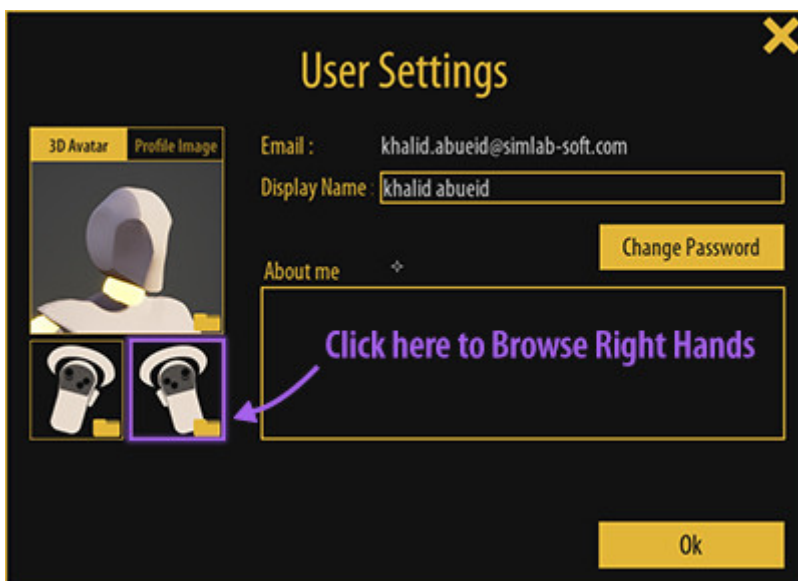 User Settings
3D Avatar Profile Image
Email : khalid.abueid@simlab-soft.com
Display Name : khalid abueid
Change Password
About me
Click here to Browse Right Hands
Ok